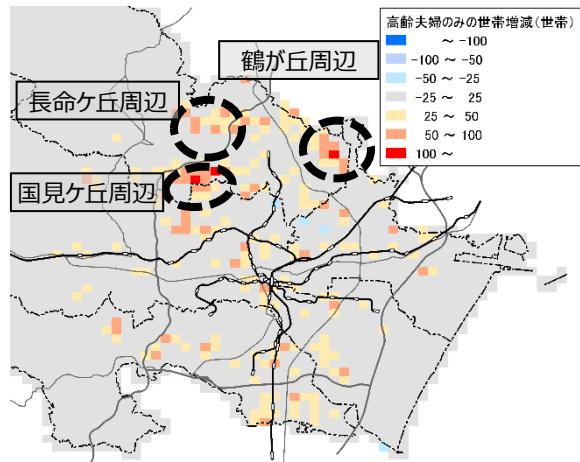 高齢夫婦のみの世帯増減(世帯)
~ -100
-100 ~ -50
-50 ~ -25
-25 ~ 25
25 ~ 50
50 ~ 100
100 ~
鶴が丘周辺
長命ケ丘周辺
国見ケ丘周辺